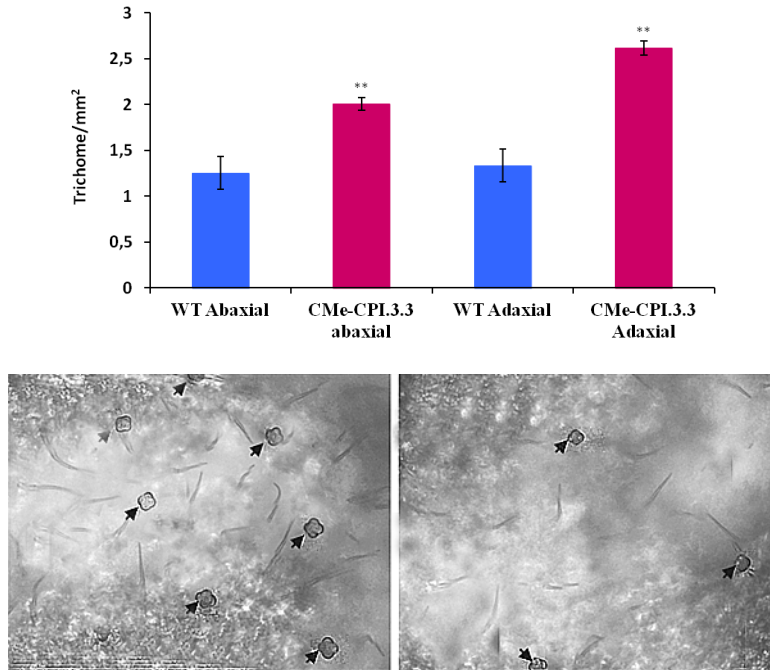 3
2,5
2
1,5
1
0,5
0
Trichome/mm²
**
**
WT Abaxial
CMe-CPI.3.3
abaxial
WT Adaxial
CMe-CPI.3.3
Adaxial